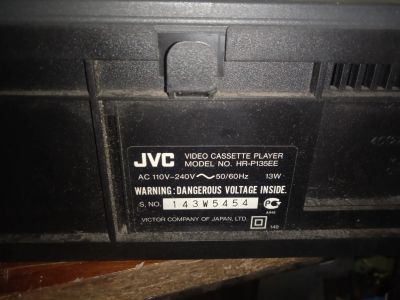 JVC VIDEO CASSETTE PLAYER
MODEL NO. HR-P135EE
AC 110V–240V ~ 50/60Hz 13W
WARNING: DANGEROUS VOLTAGE INSIDE.
S. NO. 143W5454
VICTOR COMPANY OF JAPAN, LTD.
149